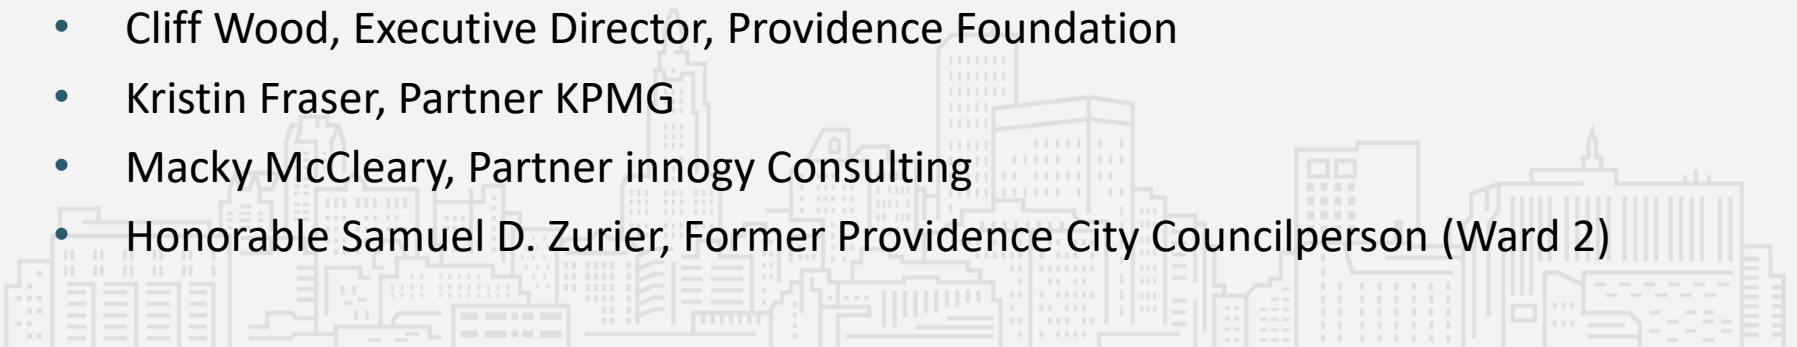 • Cliff Wood, Executive Director, Providence Foundation
• Kristin Fraser, Partner KPMG
• Macky McCleary, Partner innogy Consulting
• Honorable Samuel D. Zurier, Former Providence City Councilperson (Ward 2)